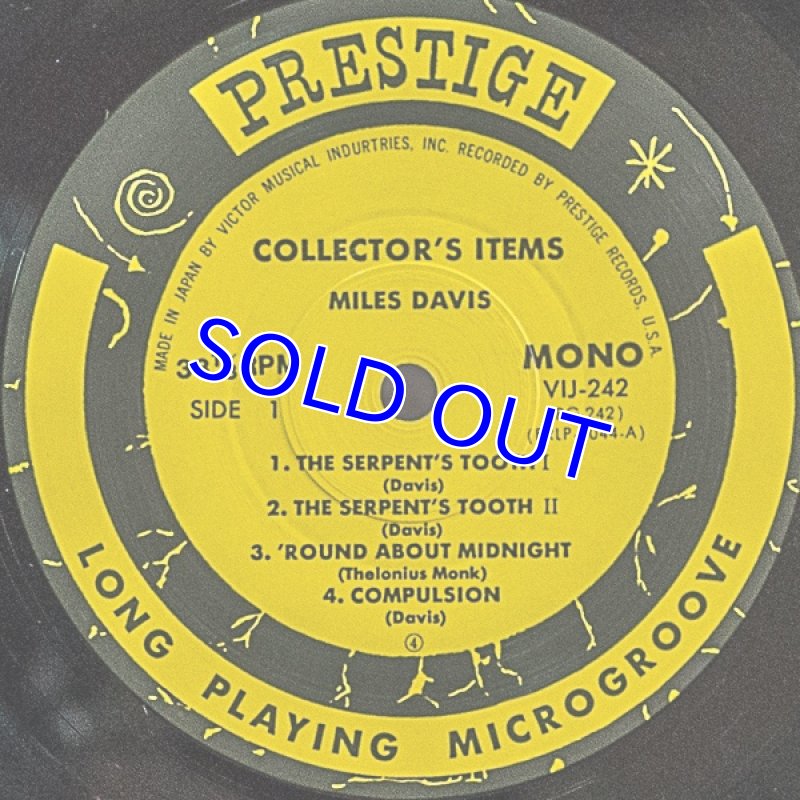 PRESTIGE
MADE IN JAPAN BY VICTOR MUSICAL INDURTRIES, INC. RECORDED BY PRESTIGE RECORDS, U.S.A.
COLLECTOR'S ITEMS
MILES DAVIS
MONO
RPM
VIJ-242
SIDE 1
SOLD OUT
1. THE SERPENT'S TOOTH I
(Davis)
2. THE SERPENT'S TOOTH II
(Davis)
3. 'ROUND ABOUT MIDNIGHT
(Thelonius Monk)
4. COMPULSION
(Davis)
④
LONG PLAYING MICROGROOVE